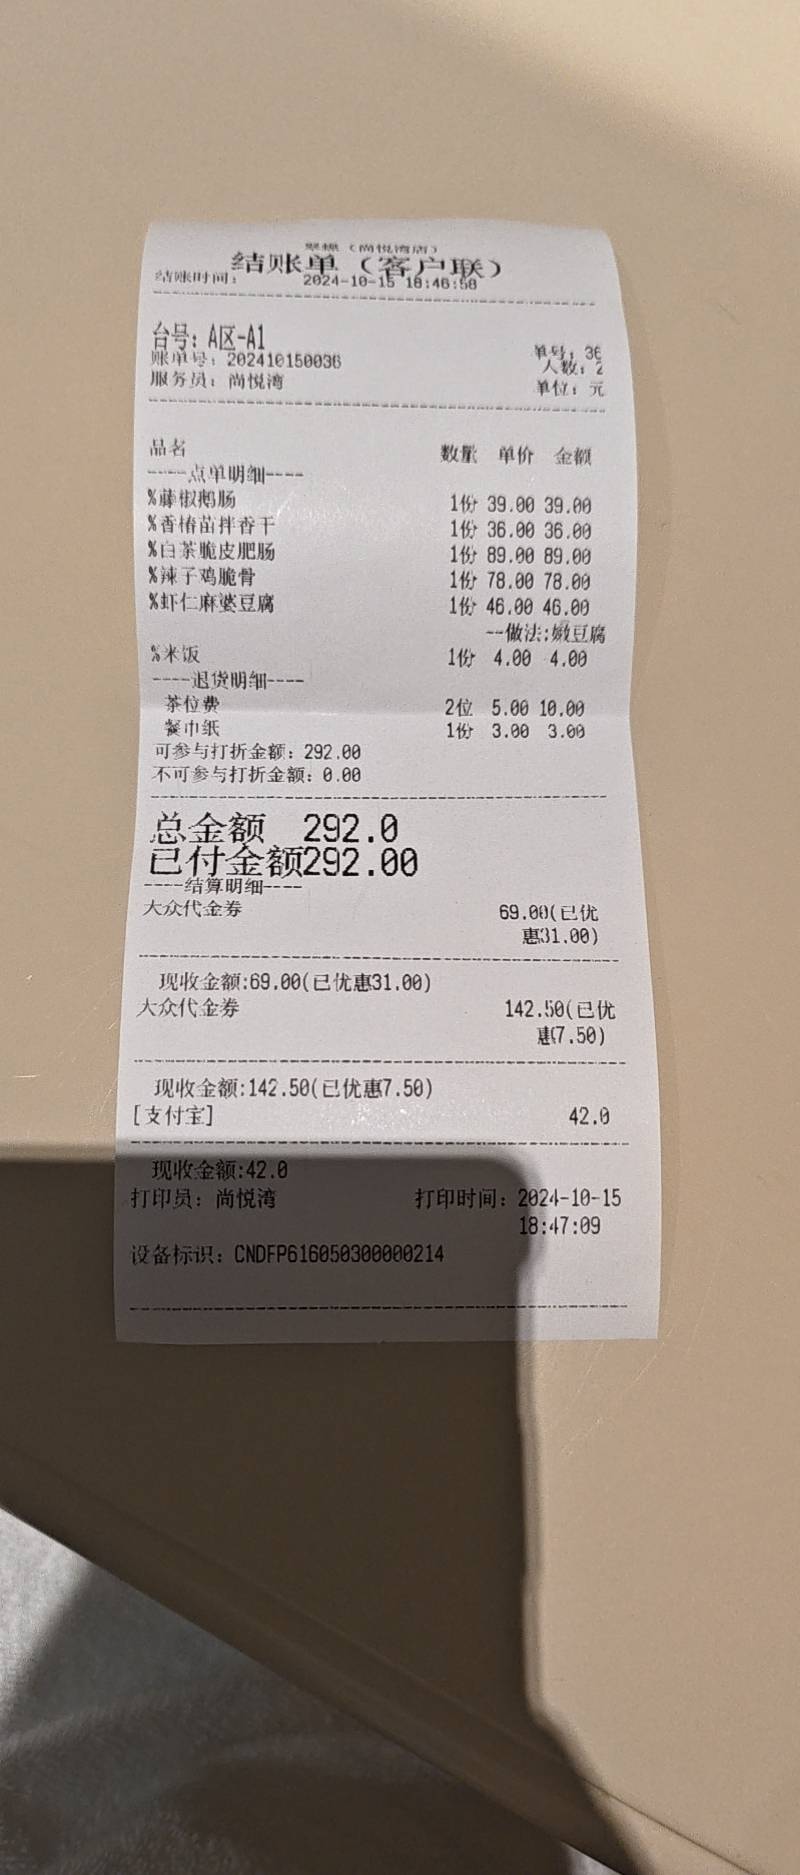 （尚悦湾店）
结账单（客户联）
结账时间： 2024-10-15 18:46:58
台号：A区-A1
单号：36
账单号：202410150036
人数：2
服务员：尚悦湾
单位：元
品名 数量 单价 金额
----点单明细----
%藤椒鹅肠 1份 39.00 39.00
%香椿苗拌香干 1份 36.00 36.00
%白茶脆皮肥肠 1份 89.00 89.00
%辣子鸡脆骨 1份 78.00 78.00
%虾仁麻婆豆腐 1份 46.00 46.00
--做法:嫩豆腐
%米饭 1份 4.00 4.00
----退货明细----
茶位费 2位 5.00 10.00
餐巾纸 1份 3.00 3.00
可参与打折金额：292.00
不可参与打折金额：0.00
总金额 292.0
已付金额292.00
----结算明细----
大众代金券 69.00(已优
惠31.00)
现收金额:69.00(已优惠31.00)
大众代金券 142.50(已优
惠7.50)
现收金额:142.50(已优惠7.50)
[支付宝] 42.0
现收金额:42.0
打印员：尚悦湾 打印时间：2024-10-15
18:47:09
设备标识：CNDFP616050300000214